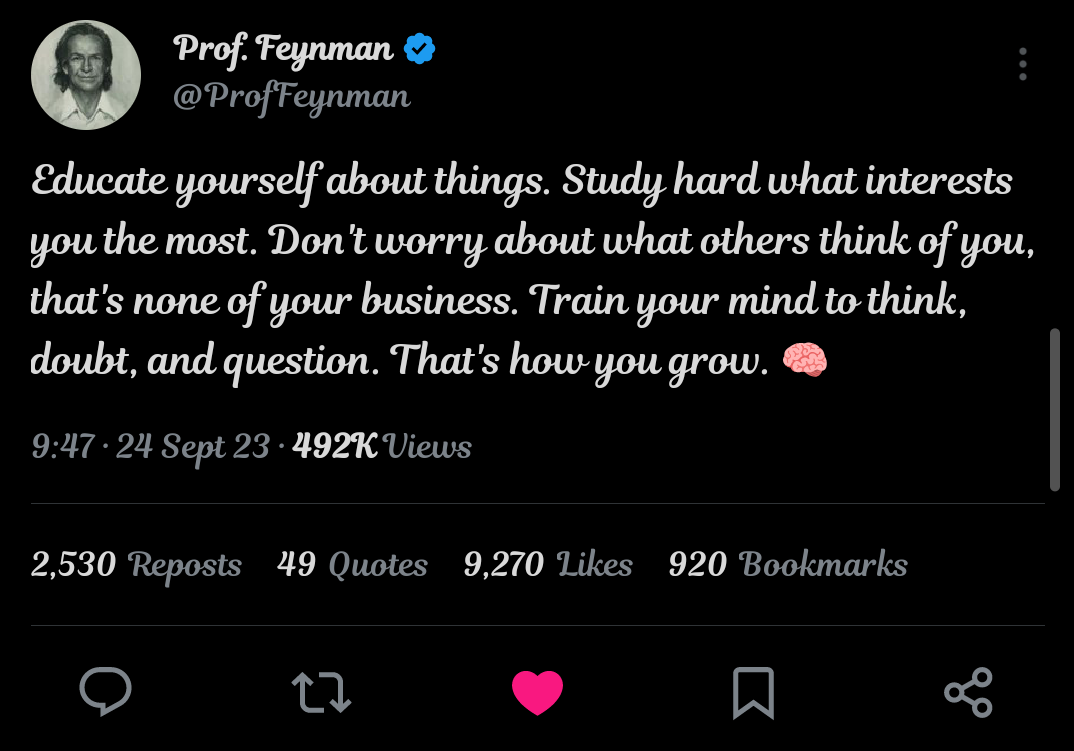 Prof. Feynman
@ProfFeynman
Educate yourself about things. Study hard what interests
you the most. Don't worry about what others think of you,
that's none of your business. Train your mind to think,
doubt, and question. That's how you grow. 🧠
9:47 · 24 Sept 23 · 492K Views
2,530 Reposts 49 Quotes 9,270 Likes 920 Bookmarks